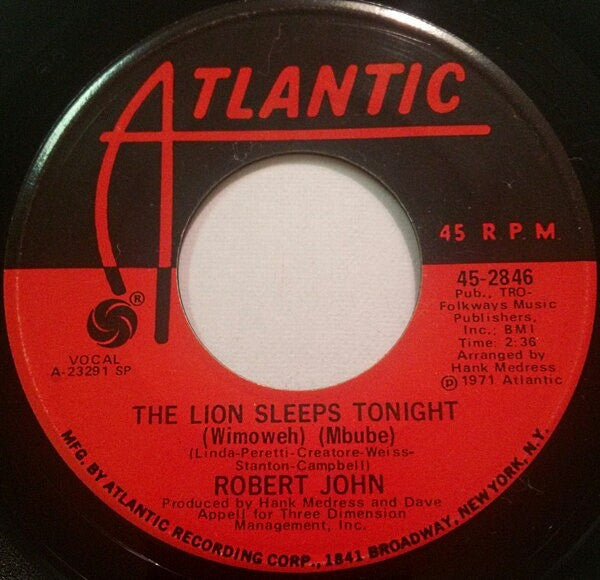 ATLANTIC
45 R.P.M.
®
VOCAL
A-23291 SP
45-2846
Pub., TRO-
Folkways Music
Publishers,
Inc.; BMI
Time: 2:36
Arranged by
Hank Medress
℗ 1971 Atlantic
THE LION SLEEPS TONIGHT
(Wimoweh) (Mbube)
(Linda-Peretti-Creatore-Weiss-
Stanton-Campbell)
ROBERT JOHN
Produced by Hank Medress and Dave
Appell for Three Dimension
Management, Inc.
MFG. BY ATLANTIC RECORDING CORP., 1841 BROADWAY, NEW YORK, N.Y.